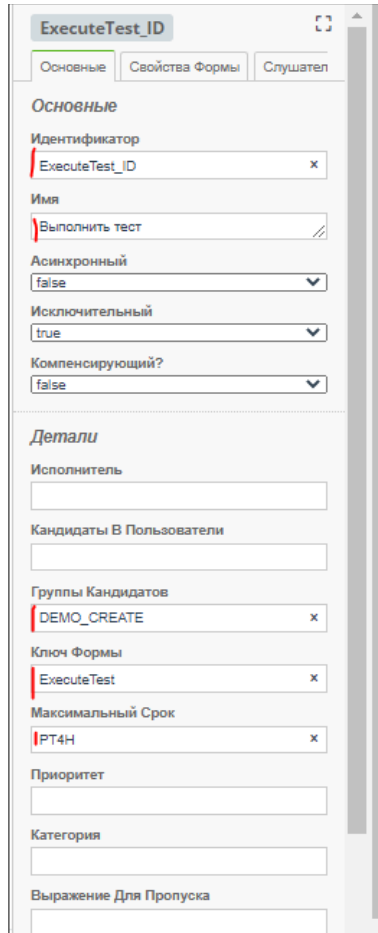 ExecuteTest_ID
Основные Свойства Формы Слушател
Основные
Идентификатор
ExecuteTest_ID
Имя
Выполнить тест
Асинхронный
false
Исключительный
true
Компенсирующий?
false
Детали
Исполнитель
Кандидаты В Пользователи
Группы Кандидатов
DEMO_CREATE
Ключ Формы
ExecuteTest
Максимальный Срок
PT4H
Приоритет
Категория
Выражение Для Пропуска